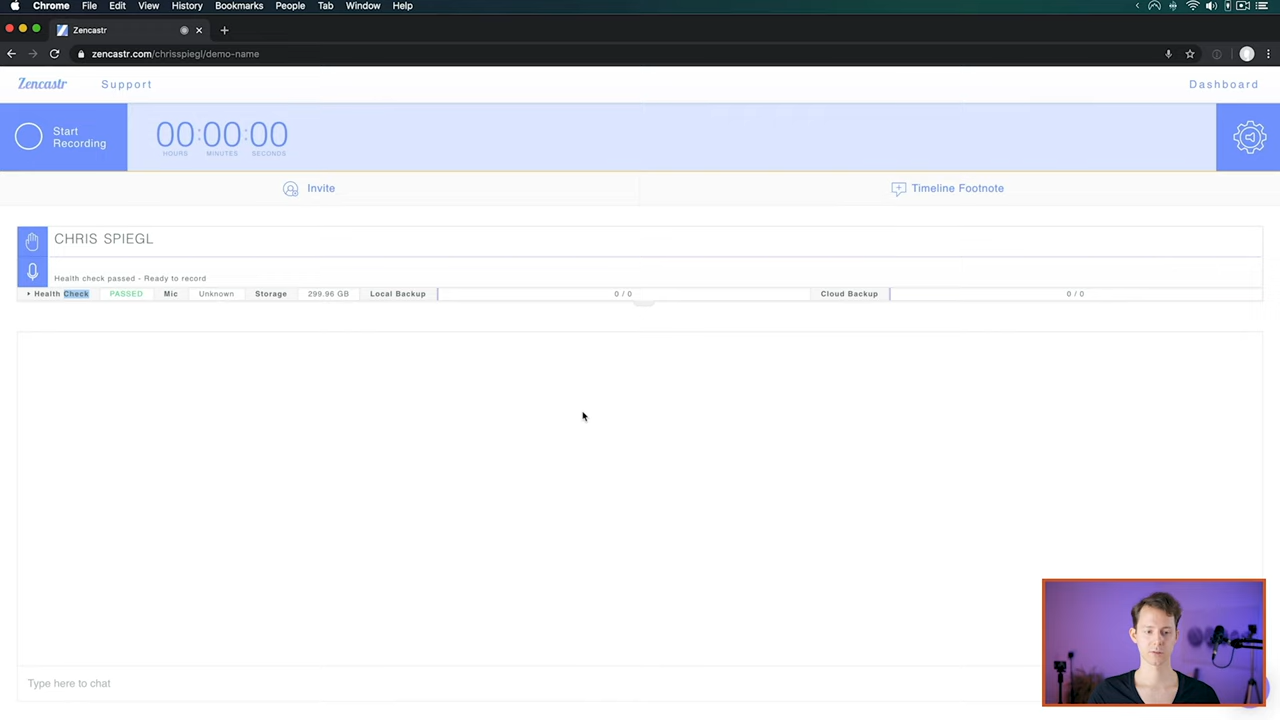 Chrome File Edit View History Bookmarks People Tab Window Help
Zencastr
zencastr.com/chrisspiegl/demo-name
Zencastr Support Dashboard
Start Recording
00:00:00
HOURS MINUTES SECONDS
Invite Timeline Footnote
CHRIS SPIEGL
Health check passed - Ready to record
Health Check PASSED Mic Unknown Storage 299.96 GB Local Backup 0 / 0 Cloud Backup 0 / 0
Type here to chat